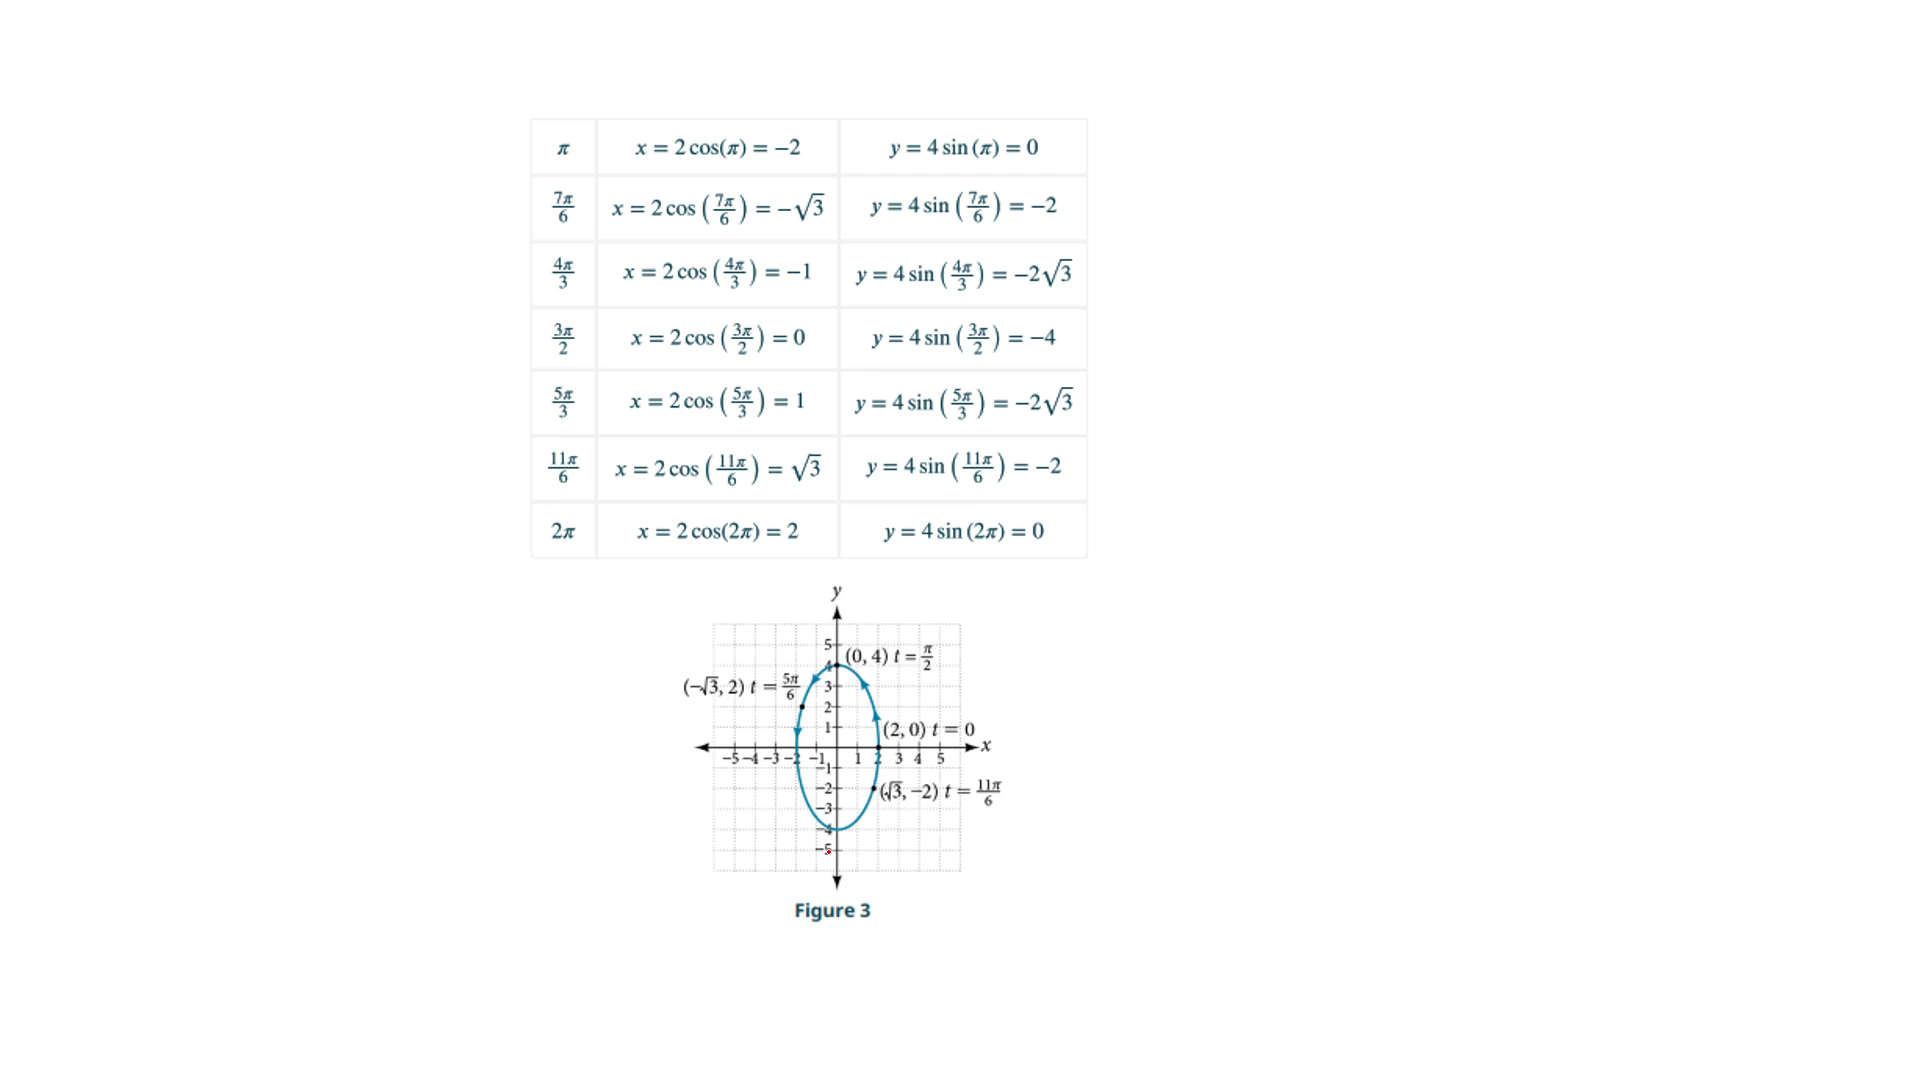 π x = 2 cos(π) = −2 y = 4 sin (π) = 0
7π/6 x = 2 cos (7π/6) = −√3 y = 4 sin (7π/6) = −2
4π/3 x = 2 cos (4π/3) = −1 y = 4 sin (4π/3) = −2√3
3π/2 x = 2 cos (3π/2) = 0 y = 4 sin (3π/2) = −4
5π/3 x = 2 cos (5π/3) = 1 y = 4 sin (5π/3) = −2√3
11π/6 x = 2 cos (11π/6) = √3 y = 4 sin (11π/6) = −2
2π x = 2 cos(2π) = 2 y = 4 sin (2π) = 0
y
5
(0, 4) t = π/2
4
(−√3, 2) t = 5π/6
3
2
1
(2, 0) t = 0
x
−5 −4 −3 −2 −1 1 2 3 4 5
−1
−2
(√3, −2) t = 11π/6
−3
−4
−5
Figure 3